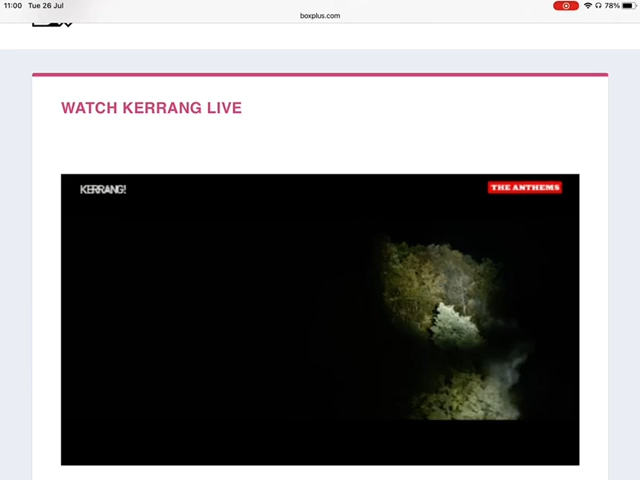 11:00 Tue 26 Jul
78%
boxplus.com
WATCH KERRANG LIVE
KERRANG!
THE ANTHEMS